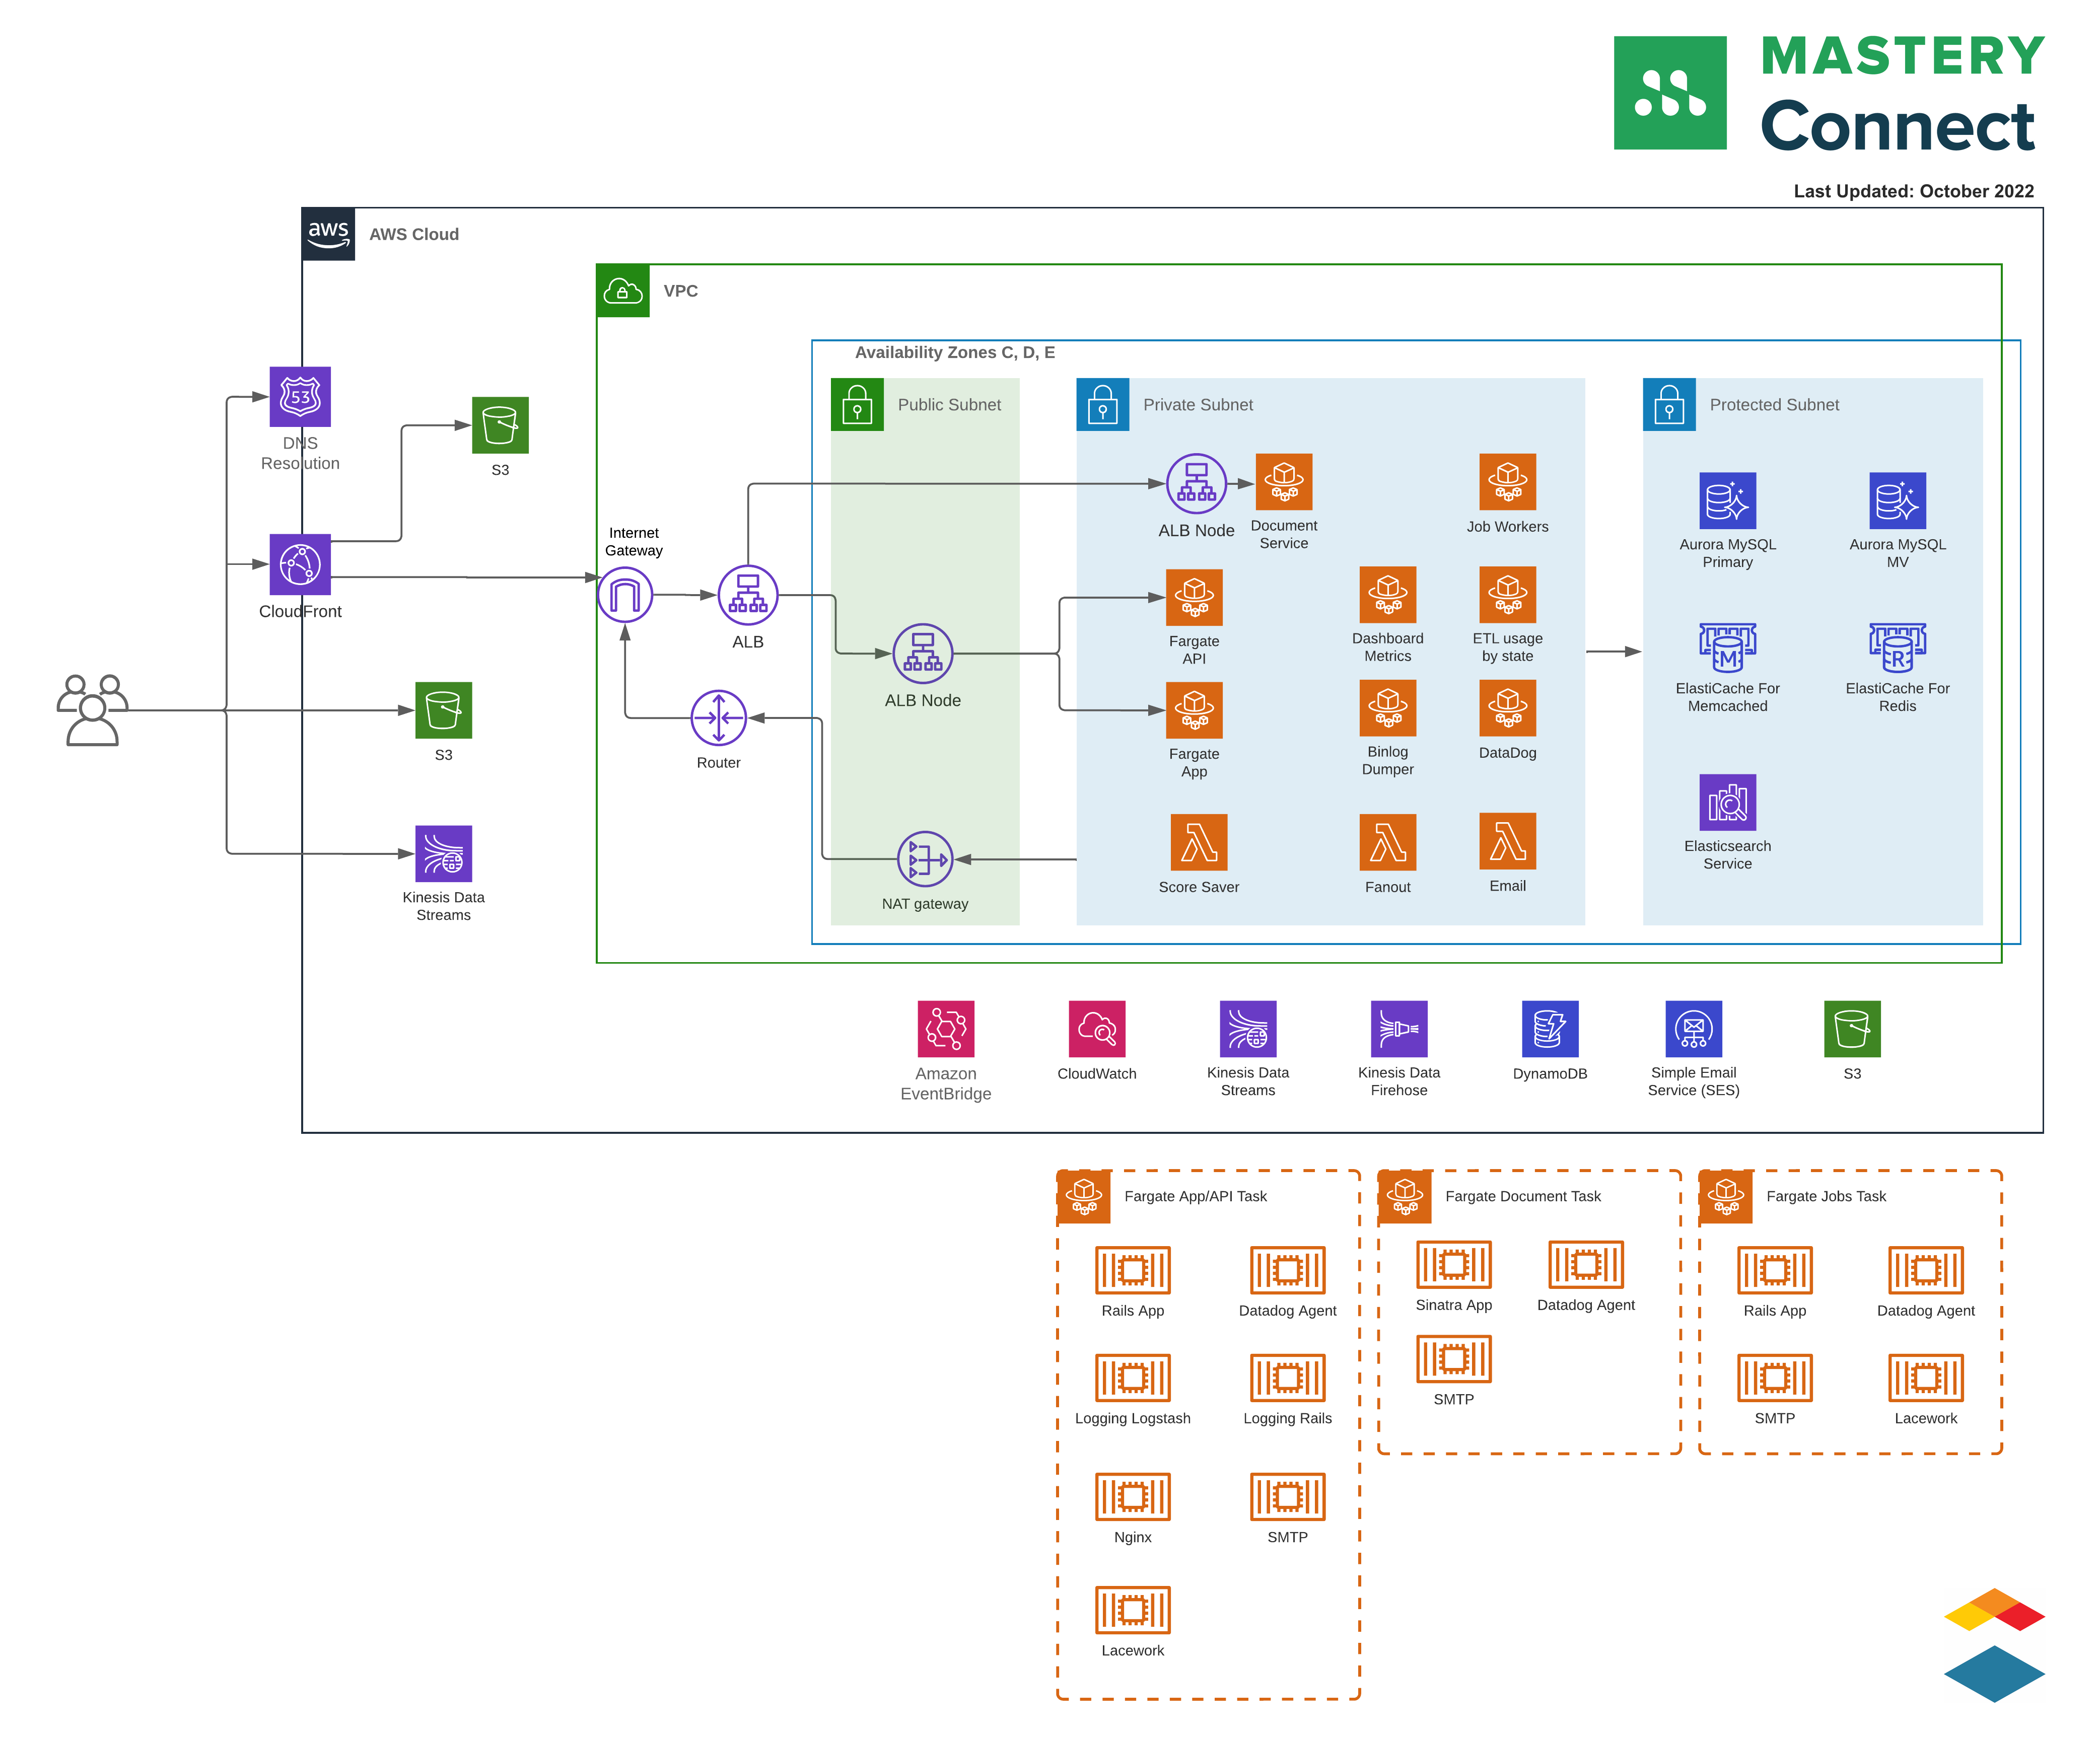 MASTERY
Connect
Last Updated: October 2022
aws
AWS Cloud
VPC
Availability Zones C, D, E
Public Subnet
Private Subnet
Protected Subnet
53
DNS
Resolution
S3
CloudFront
Internet
Gateway
ALB
Router
S3
Kinesis Data
Streams
ALB Node
NAT gateway
ALB Node
Document
Service
Job Workers
Fargate
API
Dashboard
Metrics
ETL usage
by state
Fargate
App
Binlog
Dumper
DataDog
Score Saver
Fanout
Email
Aurora MySQL
Primary
Aurora MySQL
MV
M
ElastiCache For
Memcached
R
ElastiCache For
Redis
Elasticsearch
Service
Amazon
EventBridge
CloudWatch
Kinesis Data
Streams
Kinesis Data
Firehose
DynamoDB
Simple Email
Service (SES)
S3
Fargate App/API Task
Rails App
Datadog Agent
Logging Logstash
Logging Rails
Nginx
SMTP
Lacework
Fargate Document Task
Sinatra App
Datadog Agent
SMTP
Fargate Jobs Task
Rails App
Datadog Agent
SMTP
Lacework